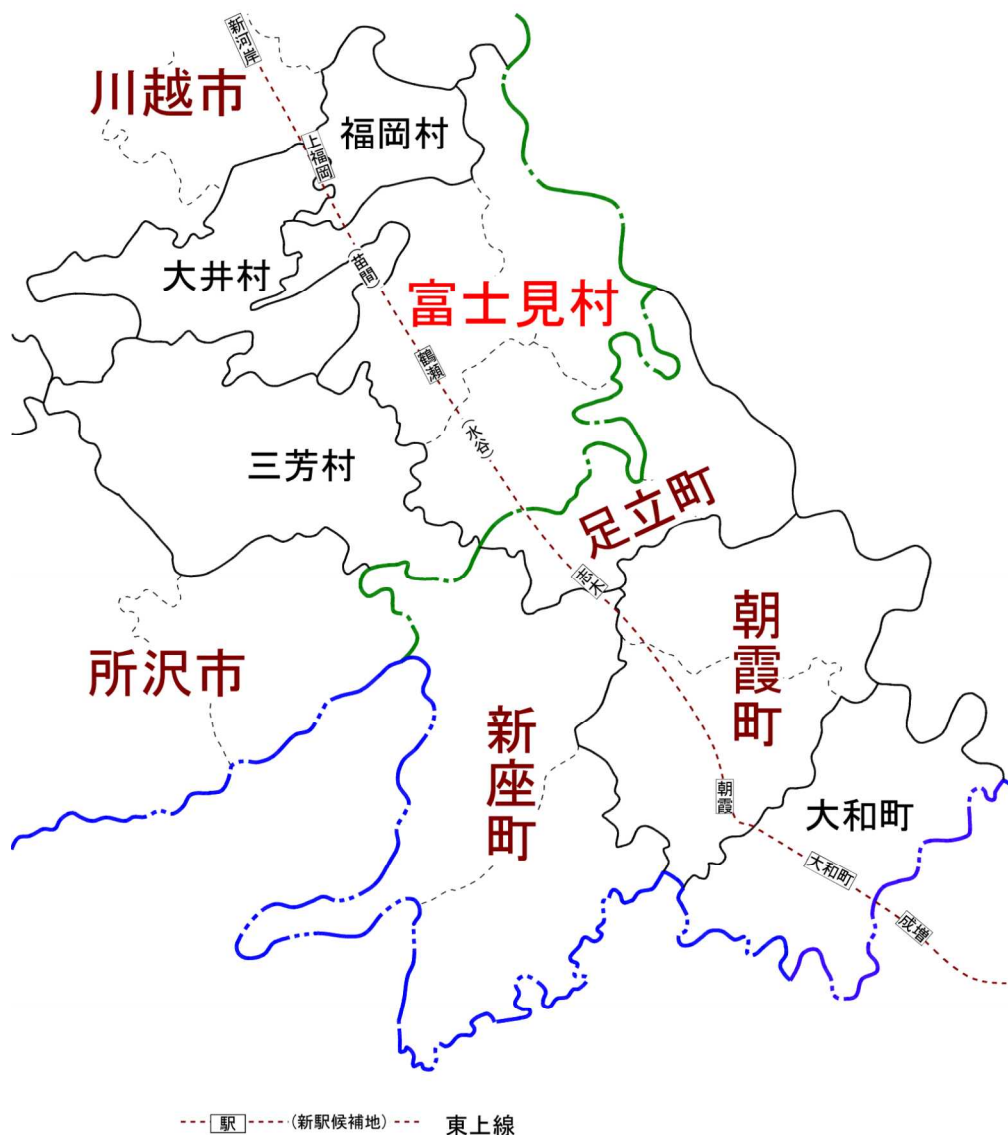 新河岸
川越市
福岡村
上福岡
大井村
(苗間)
富士見村
鶴瀬
(水谷)
三芳村
足立町
志木
朝霞町
所沢市
新座町
朝霞
大和町
大和町
成増
駅
(新駅候補地)
東上線